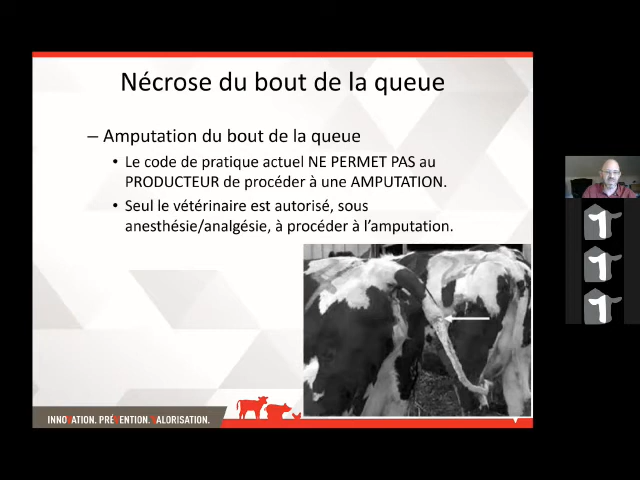 Nécrose du bout de la queue
– Amputation du bout de la queue
• Le code de pratique actuel NE PERMET PAS au
PRODUCTEUR de procéder à une AMPUTATION.
• Seul le vétérinaire est autorisé, sous
anesthésie/analgésie, à procéder à l’amputation.
INNOVATION. PRÉVENTION. VALORISATION.